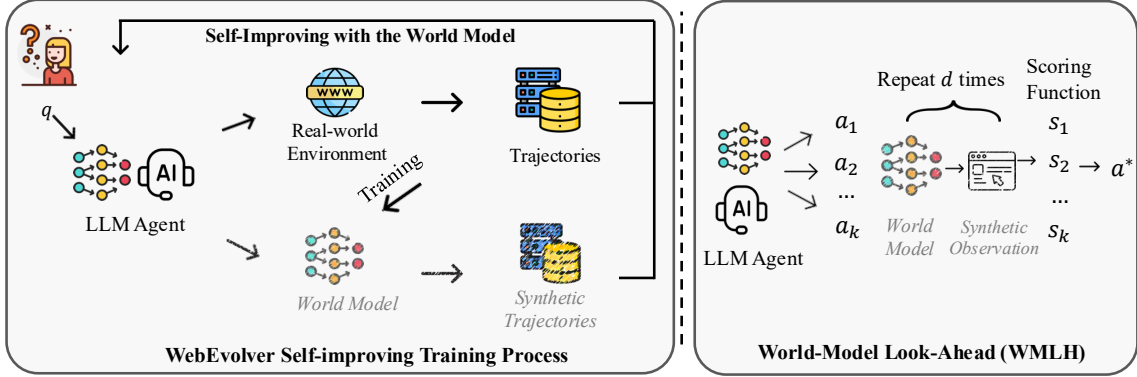 Self-Improving with the World Model
q
WWW
Real-world
Environment
Trajectories
AI
LLM Agent
Training
World Model
Synthetic
Trajectories
WebEvolver Self-improving Training Process
Repeat d times
Scoring
Function
AI
LLM Agent
a₁
a₂
...
aₖ
World
Model
Synthetic
Observation
s₁
s₂
...
sₖ
a*
World-Model Look-Ahead (WMLH)